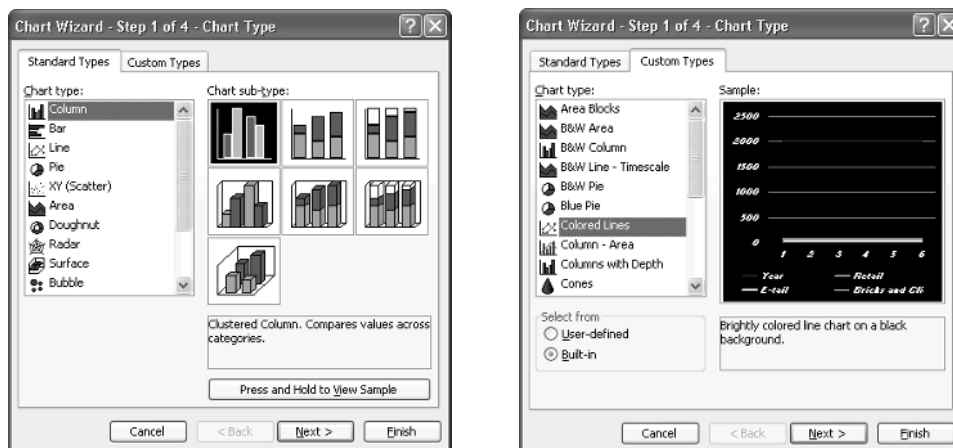 Chart Wizard - Step 1 of 4 - Chart Type
Standard Types
Custom Types
Chart type:
Column
Bar
Line
Pie
XY (Scatter)
Area
Doughnut
Radar
Surface
Bubble
Chart sub-type:
Clustered Column. Compares values across
categories.
Press and Hold to View Sample
Cancel
< Back
Next >
Finish
Chart Wizard - Step 1 of 4 - Chart Type
Standard Types
Custom Types
Chart type:
Area Blocks
B&W Area
B&W Column
B&W Line - Timescale
B&W Pie
Blue Pie
Colored Lines
Column - Area
Columns with Depth
Cones
Select from
User-defined
Built-in
Sample:
2500
2000
1500
1000
500
0
1 2 3 4 5 6
Year
Retail
E-tail
Bricks and Cli
Brightly colored line chart on a black
background.
Cancel
< Back
Next >
Finish